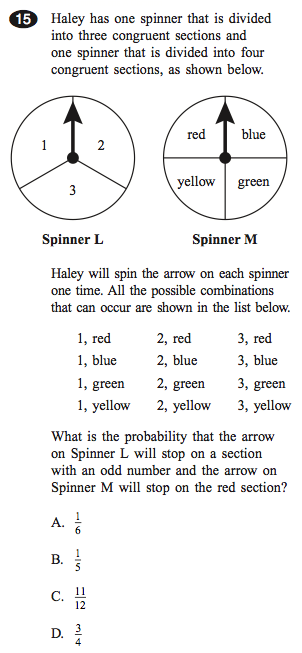 15 Haley has one spinner that is divided
into three congruent sections and
one spinner that is divided into four
congruent sections, as shown below.
1 2
3
red blue
yellow green
Spinner L Spinner M
Haley will spin the arrow on each spinner
one time. All the possible combinations
that can occur are shown in the list below.
1, red 2, red 3, red
1, blue 2, blue 3, blue
1, green 2, green 3, green
1, yellow 2, yellow 3, yellow
What is the probability that the arrow
on Spinner L will stop on a section
with an odd number and the arrow on
Spinner M will stop on the red section?
A. 1/6
B. 1/5
C. 11/12
D. 3/4